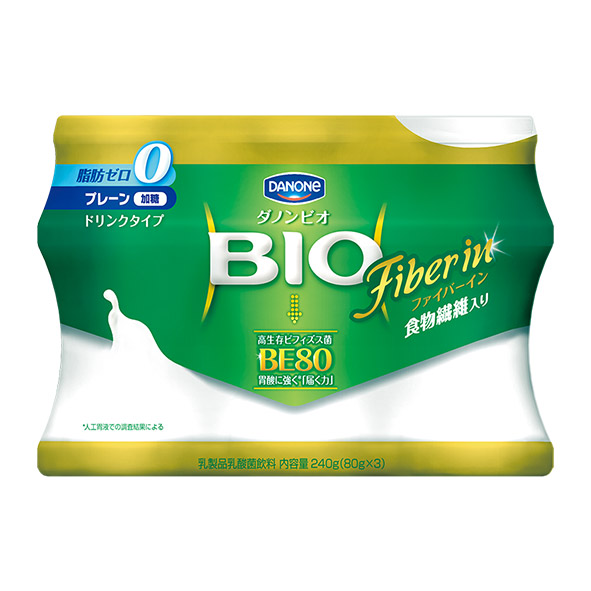 脂肪ゼロ 0
プレーン 加糖
ドリンクタイプ
DANONE
ダノンビオ
BIO
Fiber in
ファイバーイン
食物繊維入り
高生存ビフィズス菌
BE80
胃酸に強く*「届く力」
*人工胃液での調査結果による
乳製品乳酸菌飲料 内容量 240g(80g×3)